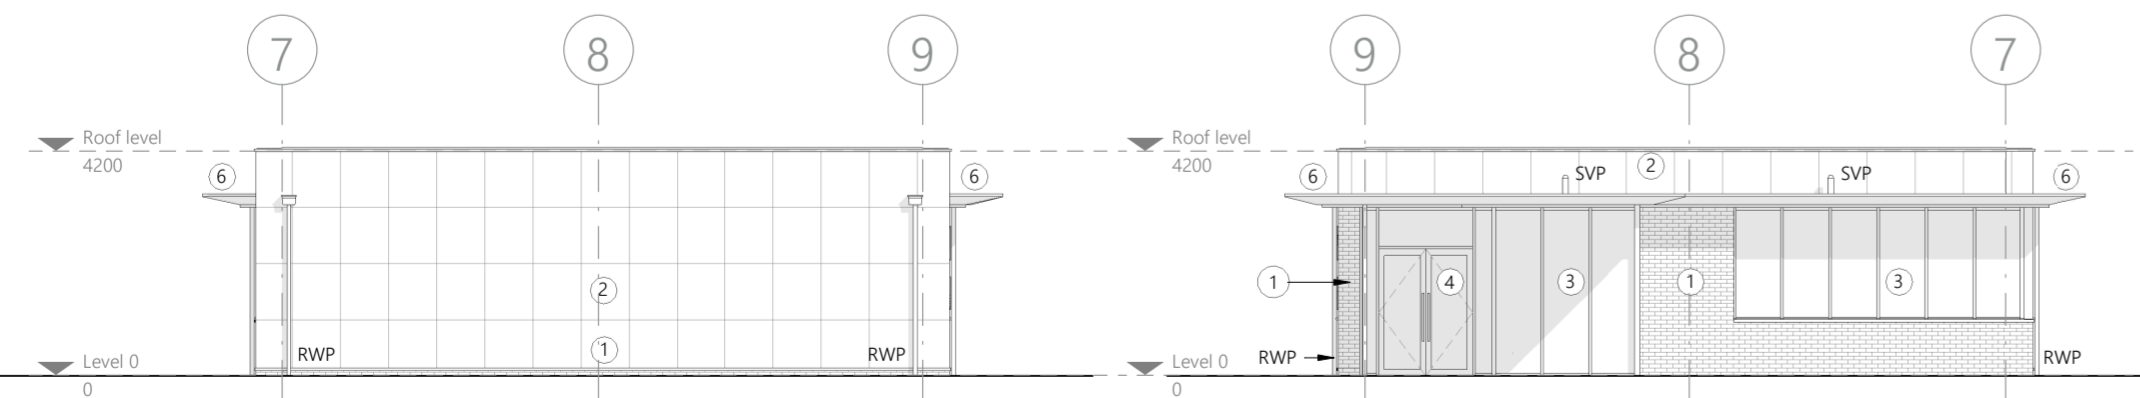 7 8 9
Roof level
4200
6 6
2
1
RWP RWP
Level 0
0
9 8 7
Roof level
4200
6 SVP 2 SVP 6
1 4 3 1 3
RWP RWP
Level 0
0